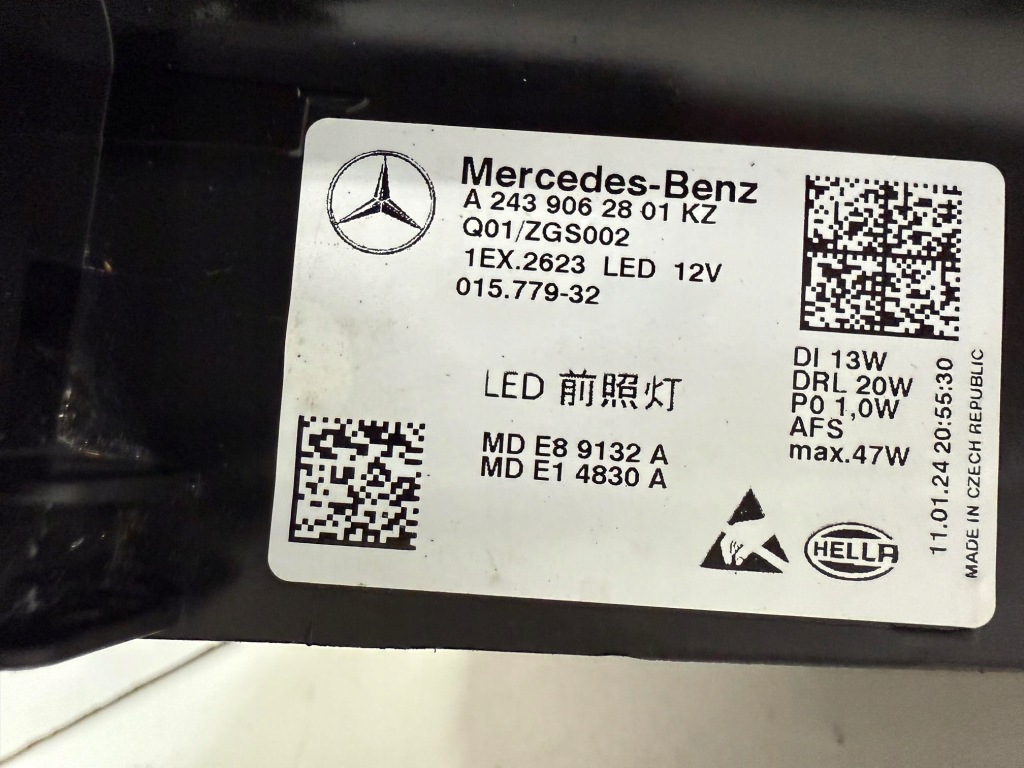 Mercedes-Benz
A 243 906 28 01 KZ
Q01/ZGS002
1EX.2623 LED 12V
015.779-32
LED 前照灯
MD E8 9132 A
MD E1 4830 A
DI 13W
DRL 20W
P0 1,0W
AFS
max.47W
HELLA
11.01.24 20:55:30
MADE IN CZECH REPUBLIC